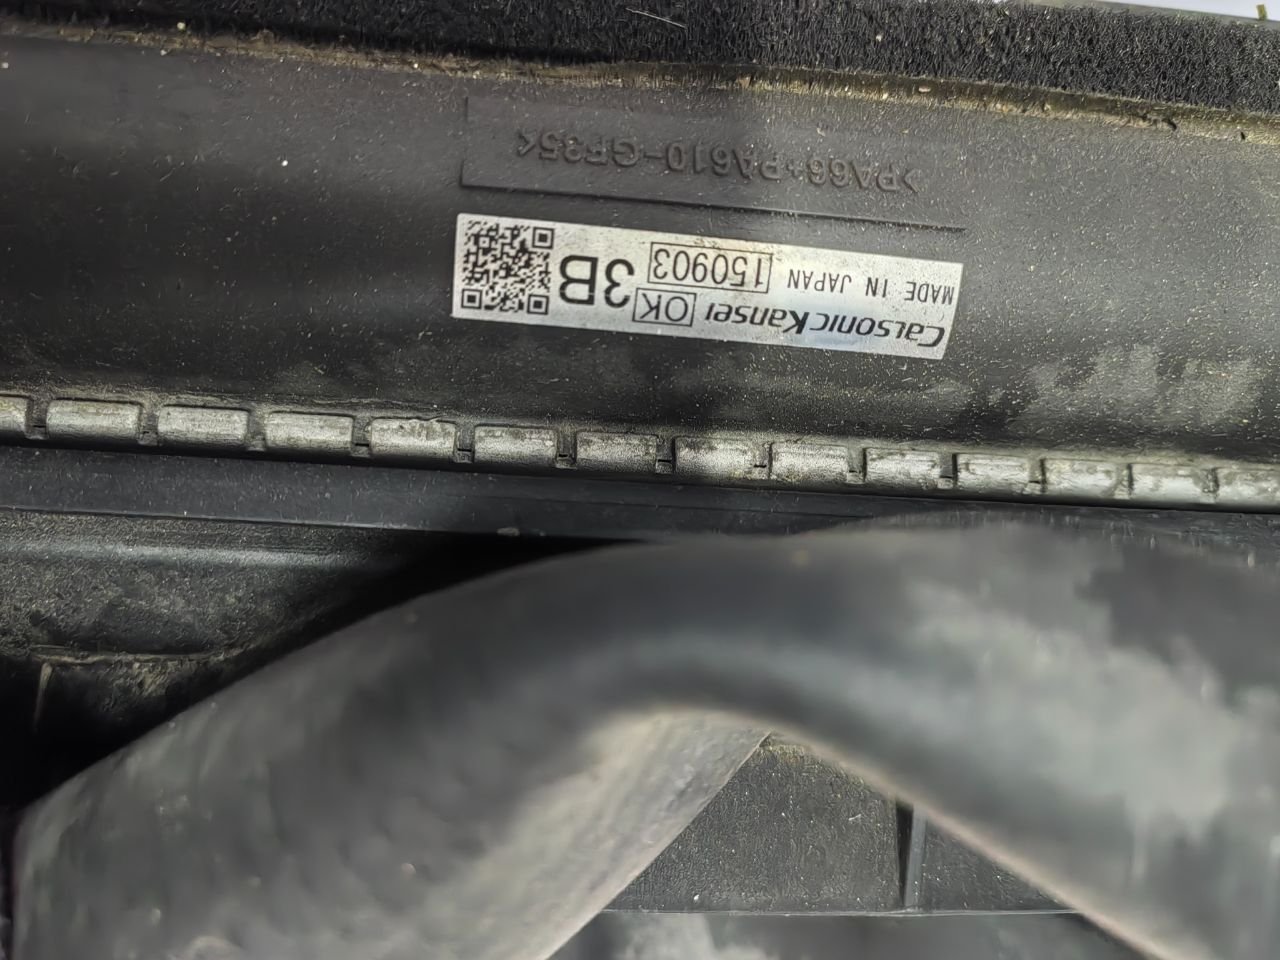 CalsonicKansei OK 3B
MADE IN JAPAN 150903
>PA66+PA610-GF35<